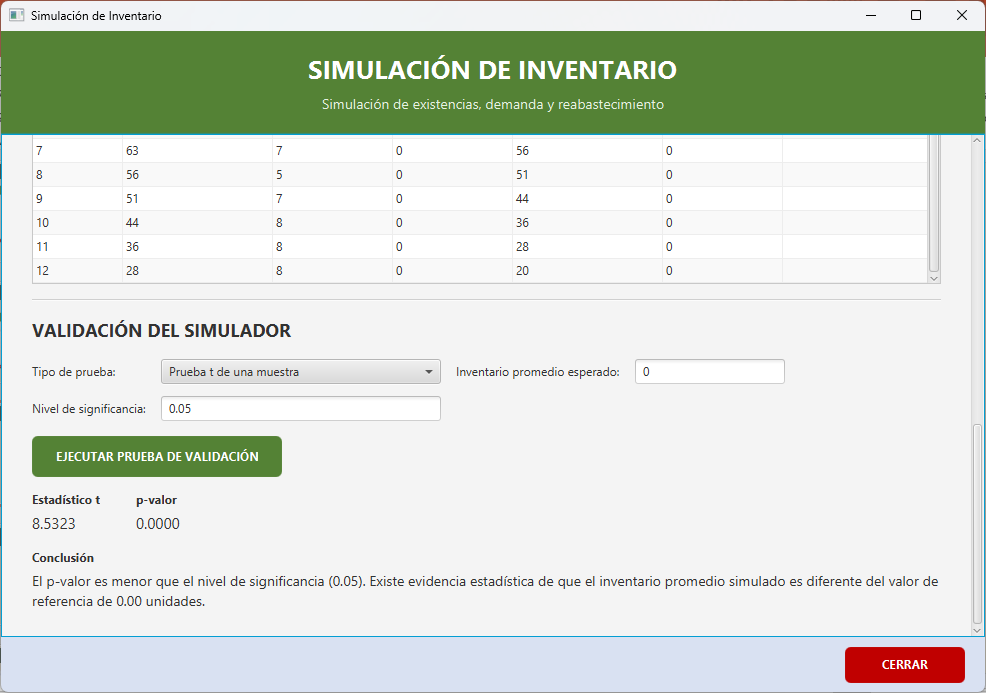 Simulación de Inventario
SIMULACIÓN DE INVENTARIO
Simulación de existencias, demanda y reabastecimiento
7 63 7 0 56 0
8 56 5 0 51 0
9 51 7 0 44 0
10 44 8 0 36 0
11 36 8 0 28 0
12 28 8 0 20 0
VALIDACIÓN DEL SIMULADOR
Tipo de prueba: Prueba t de una muestra Inventario promedio esperado: 0
Nivel de significancia: 0.05
EJECUTAR PRUEBA DE VALIDACIÓN
Estadístico t p-valor
8.5323 0.0000
Conclusión
El p-valor es menor que el nivel de significancia (0.05). Existe evidencia estadística de que el inventario promedio simulado es diferente del valor de
referencia de 0.00 unidades.
CERRAR